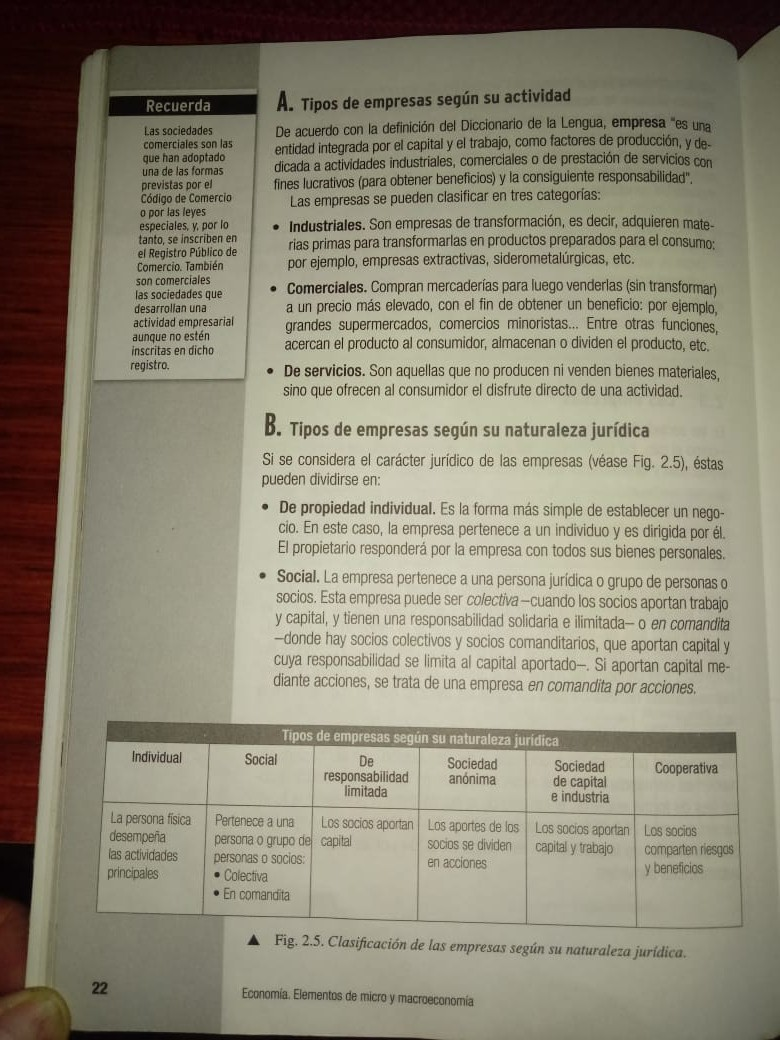 Recuerda
Las sociedades
comerciales son las
que han adoptado
una de las formas
previstas por el
Código de Comercio
o por las leyes
especiales, y, por lo
tanto, se inscriben en
el Registro Público de
Comercio. También
son comerciales
las sociedades que
desarrollan una
actividad empresarial
aunque no estén
inscritas en dicho
registro.
A. Tipos de empresas según su actividad
De acuerdo con la definición del Diccionario de la Lengua, empresa "es una
entidad integrada por el capital y el trabajo, como factores de producción, y de-
dicada a actividades industriales, comerciales o de prestación de servicios con
fines lucrativos (para obtener beneficios) y la consiguiente responsabilidad".
Las empresas se pueden clasificar en tres categorías:
• Industriales. Son empresas de transformación, es decir, adquieren mate-
rias primas para transformarlas en productos preparados para el consumo;
por ejemplo, empresas extractivas, siderometalúrgicas, etc.
• Comerciales. Compran mercaderías para luego venderlas (sin transformar)
a un precio más elevado, con el fin de obtener un beneficio: por ejemplo,
grandes supermercados, comercios minoristas... Entre otras funciones,
acercan el producto al consumidor, almacenan o dividen el producto, etc.
• De servicios. Son aquellas que no producen ni venden bienes materiales,
sino que ofrecen al consumidor el disfrute directo de una actividad.
B. Tipos de empresas según su naturaleza jurídica
Si se considera el carácter jurídico de las empresas (véase Fig. 2.5), éstas
pueden dividirse en:
• De propiedad individual. Es la forma más simple de establecer un nego-
cio. En este caso, la empresa pertenece a un individuo y es dirigida por él.
El propietario responderá por la empresa con todos sus bienes personales.
• Social. La empresa pertenece a una persona jurídica o grupo de personas o
socios. Esta empresa puede ser colectiva –cuando los socios aportan trabajo
y capital, y tienen una responsabilidad solidaria e ilimitada– o en comandita
–donde hay socios colectivos y socios comanditarios, que aportan capital y
cuya responsabilidad se limita al capital aportado–. Si aportan capital me-
diante acciones, se trata de una empresa en comandita por acciones.
Tipos de empresas según su naturaleza jurídica
Individual
Social
De
responsabilidad
limitada
Sociedad
anónima
Sociedad
de capital
e industria
Cooperativa
La persona física
desempeña
las actividades
principales
Pertenece a una
persona o grupo de
personas o socios:
• Colectiva
• En comandita
Los socios aportan
capital
Los aportes de los
socios se dividen
en acciones
Los socios aportan
capital y trabajo
Los socios
comparten riesgos
y beneficios
▲ Fig. 2.5. Clasificación de las empresas según su naturaleza jurídica.
22
Economía. Elementos de micro y macroeconomía